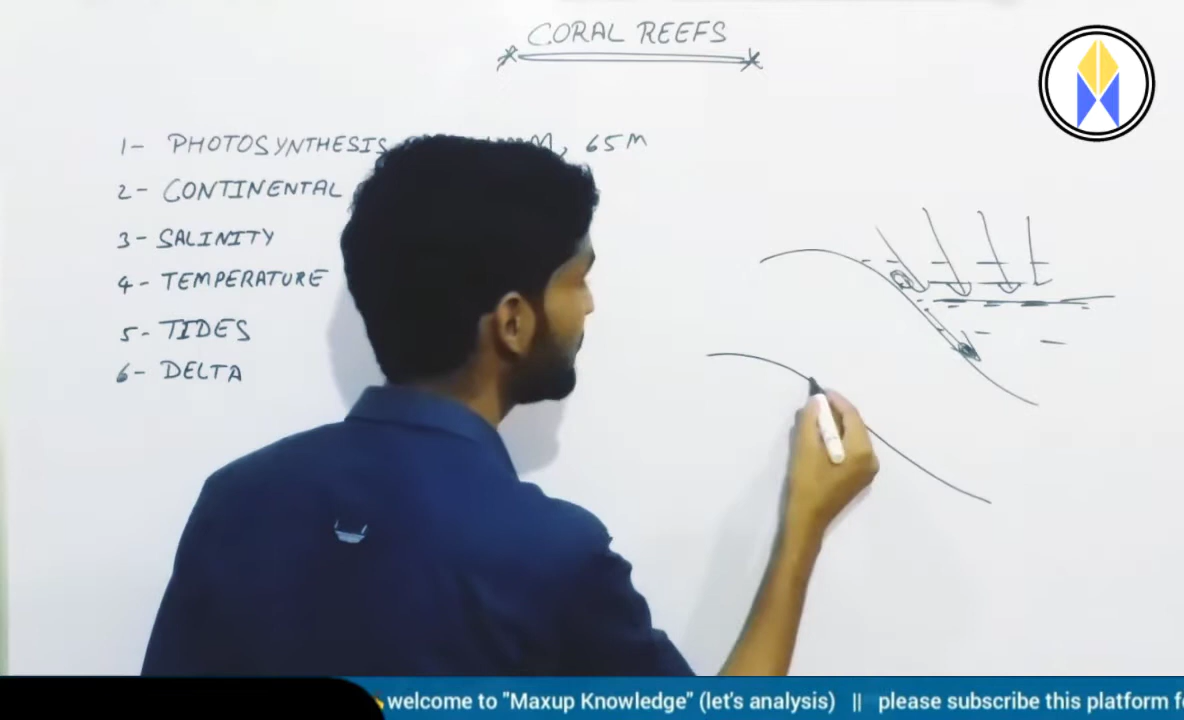 CORAL REEFS
1- PHOTOSYNTHESIS , 65M
2- CONTINENTAL
3- SALINITY
4- TEMPERATURE
5- TIDES
6- DELTA
welcome to "Maxup Knowledge" (let's analysis) || please subscribe this platform f